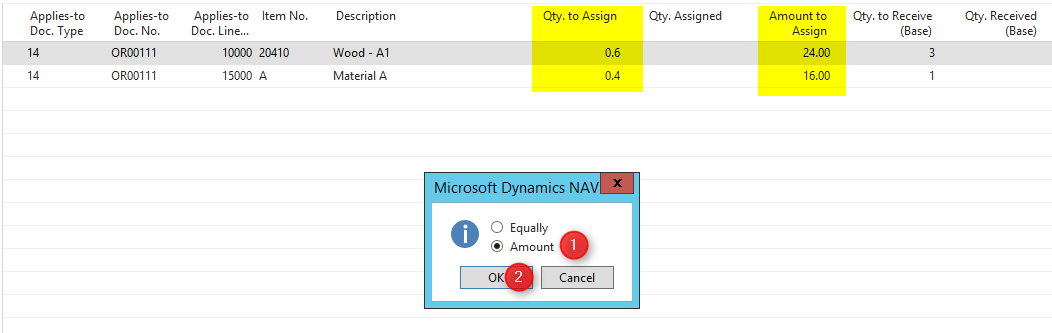 Applies-to Doc. Type Applies-to Doc. No. Applies-to Doc. Line... Item No. Description Qty. to Assign Qty. Assigned Amount to Assign Qty. to Receive (Base) Qty. Received (Base)
14 OR00111 10000 20410 Wood - A1 0.6 24.00 3
14 OR00111 15000 A Material A 0.4 16.00 1
Microsoft Dynamics NAV x
i
Equally
Amount 1
OK 2 Cancel